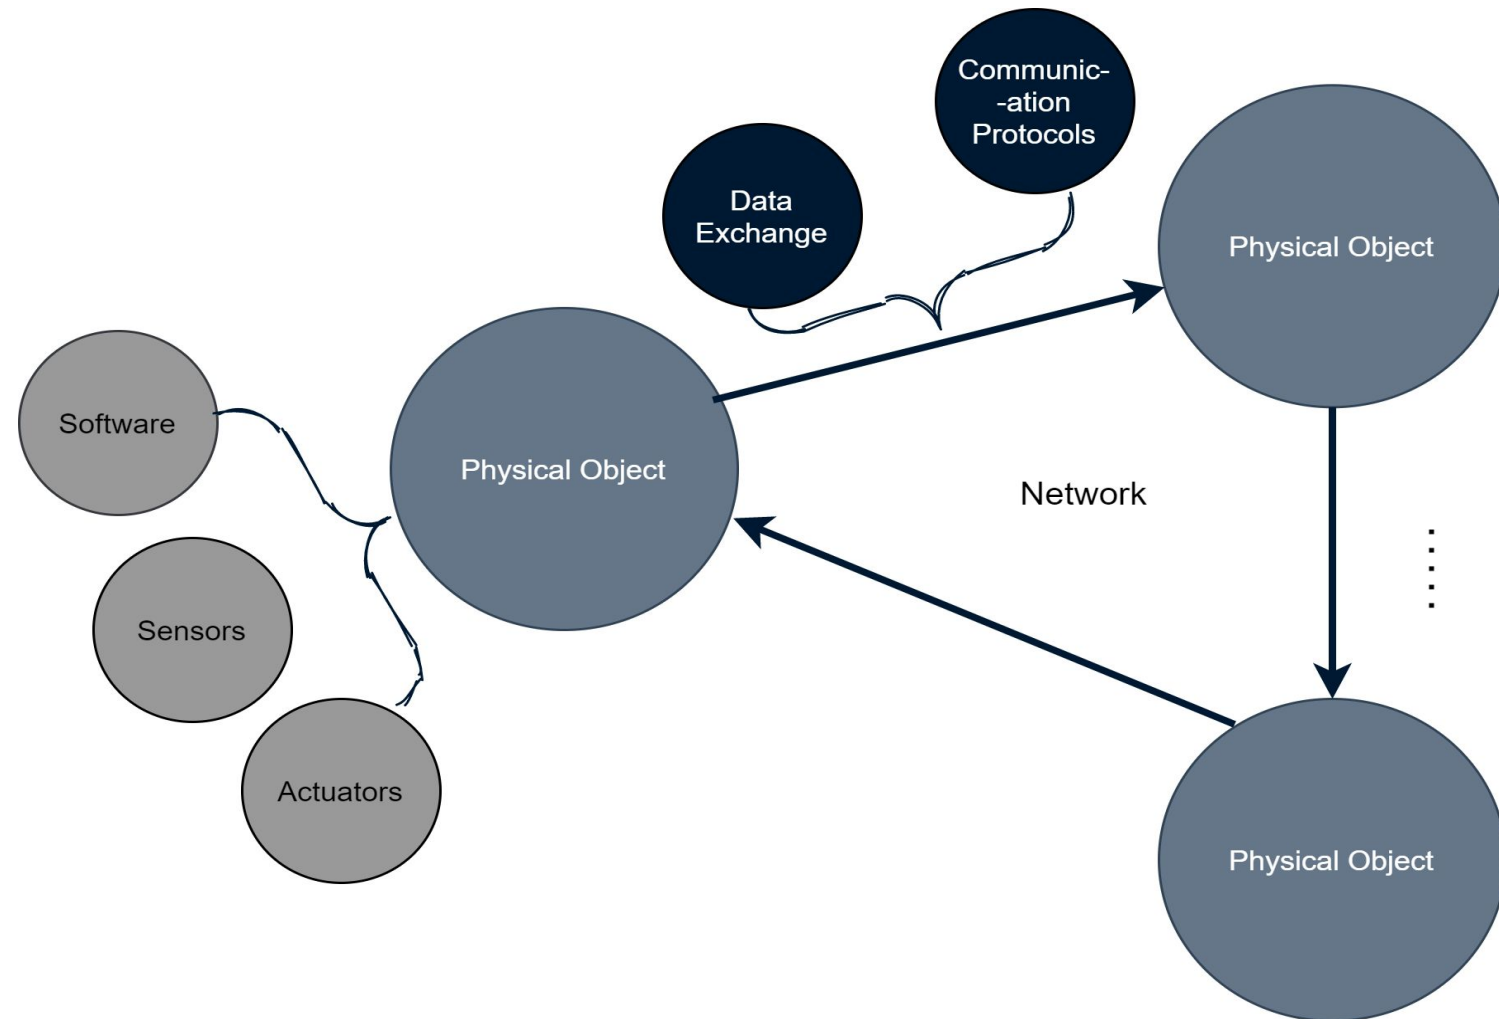 Communic-
-ation
Protocols
Data
Exchange
Physical Object
Software
Physical Object
Network
Sensors
Actuators
Physical Object